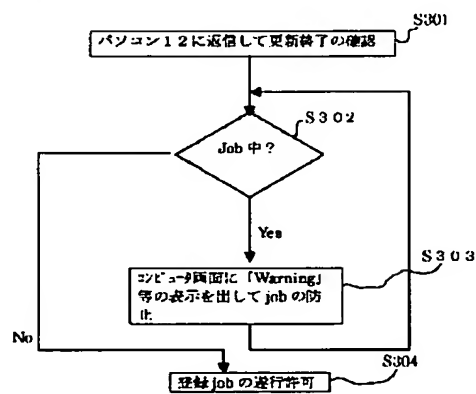 S301
パソコン12に返信して更新終了の確認
S302
Job 中？
Yes
S303
コンピュータ画面に「Warning」
等の表示を出して job の防
止
No
S304
登録 job の遂行許可